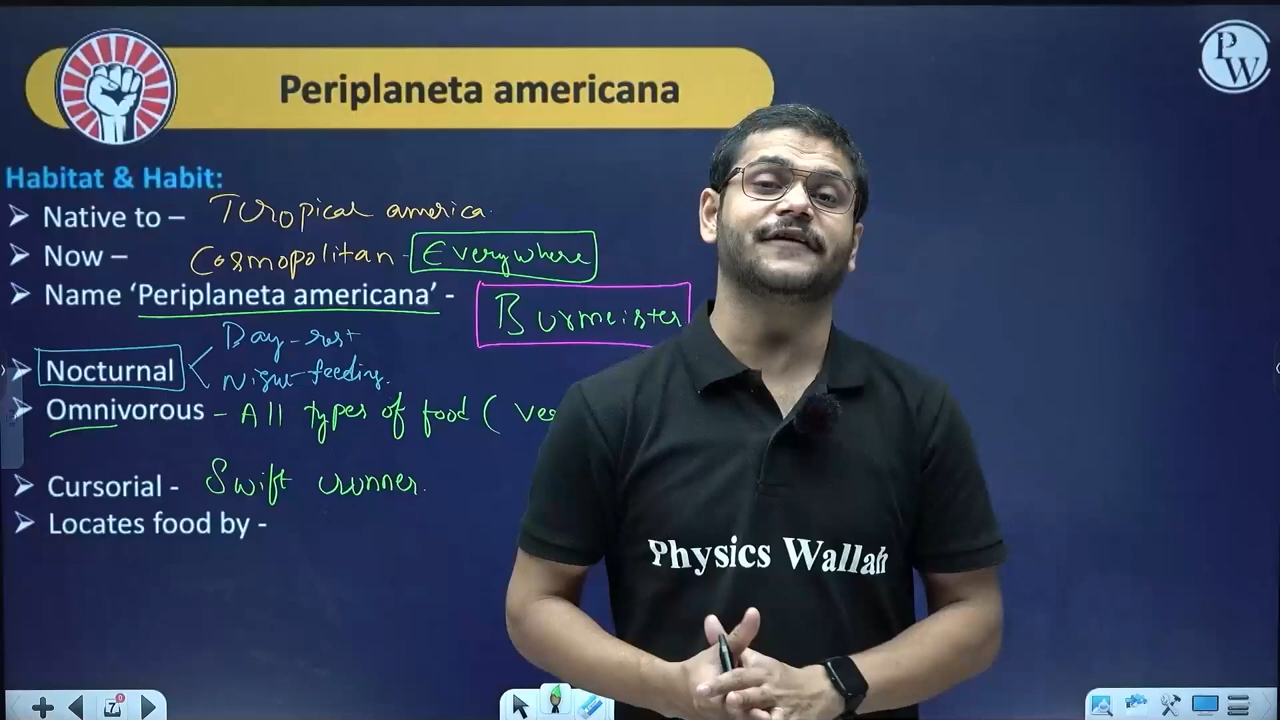 Periplaneta americana
PW
Habitat & Habit:
➢ Native to – Tropical america.
➢ Now – Cosmopolitan - Everywhere
➢ Name ‘Periplaneta americana’ - Burmeister
Day - rest
➢ Nocturnal
Night - feeding.
➢ Omnivorous - All types of food (
➢ Cursorial - Swift runner.
➢ Locates food by -
Physics Wallah
7